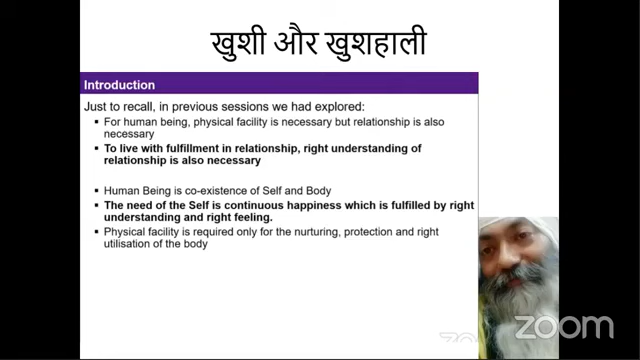 खुशी और खुशहाली
Introduction
Just to recall, in previous sessions we had explored:
▪ For human being, physical facility is necessary but relationship is also
necessary
▪ To live with fulfillment in relationship, right understanding of
relationship is also necessary
▪ Human Being is co-existence of Self and Body
▪ The need of the Self is continuous happiness which is fulfilled by right
understanding and right feeling.
▪ Physical facility is required only for the nurturing, protection and right
utilisation of the body
zoom
zoom